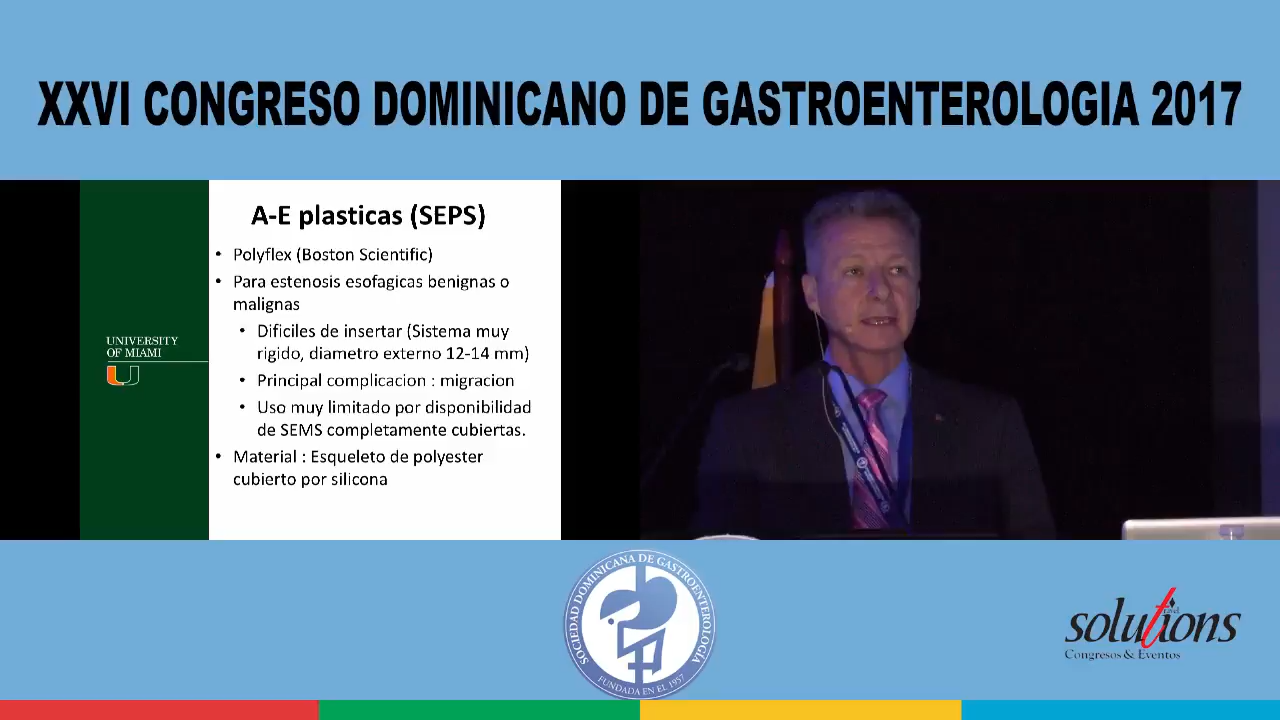 XXVI CONGRESO DOMINICANO DE GASTROENTEROLOGIA 2017
A-E plasticas (SEPS)
• Polyflex (Boston Scientific)
• Para estenosis esofagicas benignas o
malignas
• Dificiles de insertar (Sistema muy
rigido, diametro externo 12-14 mm)
• Principal complicacion : migracion
• Uso muy limitado por disponibilidad
de SEMS completamente cubiertas.
• Material : Esqueleto de polyester
cubierto por silicona
UNIVERSITY
OF MIAMI
SOCIEDAD DOMINICANA DE GASTROENTEROLOGÍA
FUNDADA EN EL 1957
solutions
travel
Congresos & Eventos